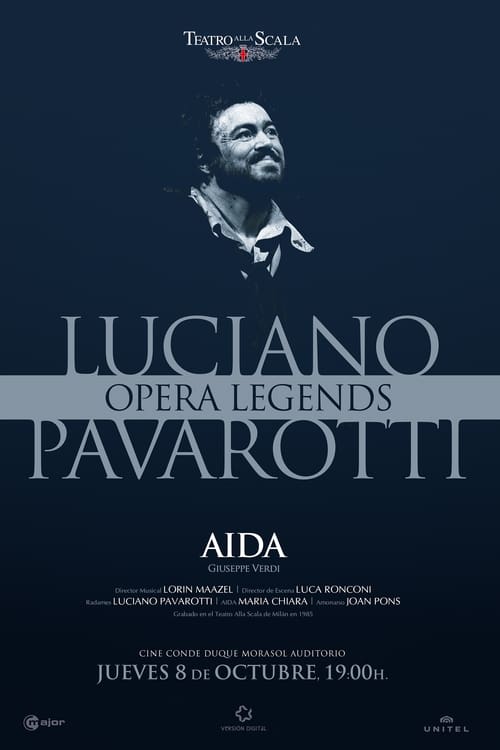 TEATRO ALLA SCALA
LUCIANO
OPERA LEGENDS
PAVAROTTI
AIDA
GIUSEPPE VERDI
Director Musical LORIN MAAZEL | Director de Escena LUCA RONCONI
Radames LUCIANO PAVAROTTI | AIDA MARIA CHIARA | Amonasro JOAN PONS
Grabado en el Teatro Alla Scala de Milán en 1985
CINE CONDE DUQUE MORASOL AUDITORIO
JUEVES 8 DE OCTUBRE, 19:00H.
major
VERSIÓN DIGITAL
UNITEL